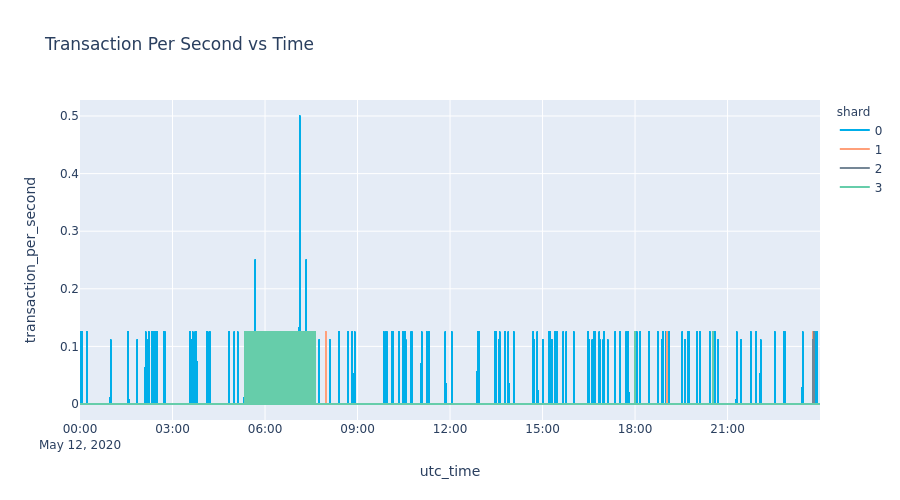 Transaction Per Second vs Time
shard
0
1
2
3
transaction_per_second
0.5
0.4
0.3
0.2
0.1
0
00:00 03:00 06:00 09:00 12:00 15:00 18:00 21:00
May 12, 2020
utc_time